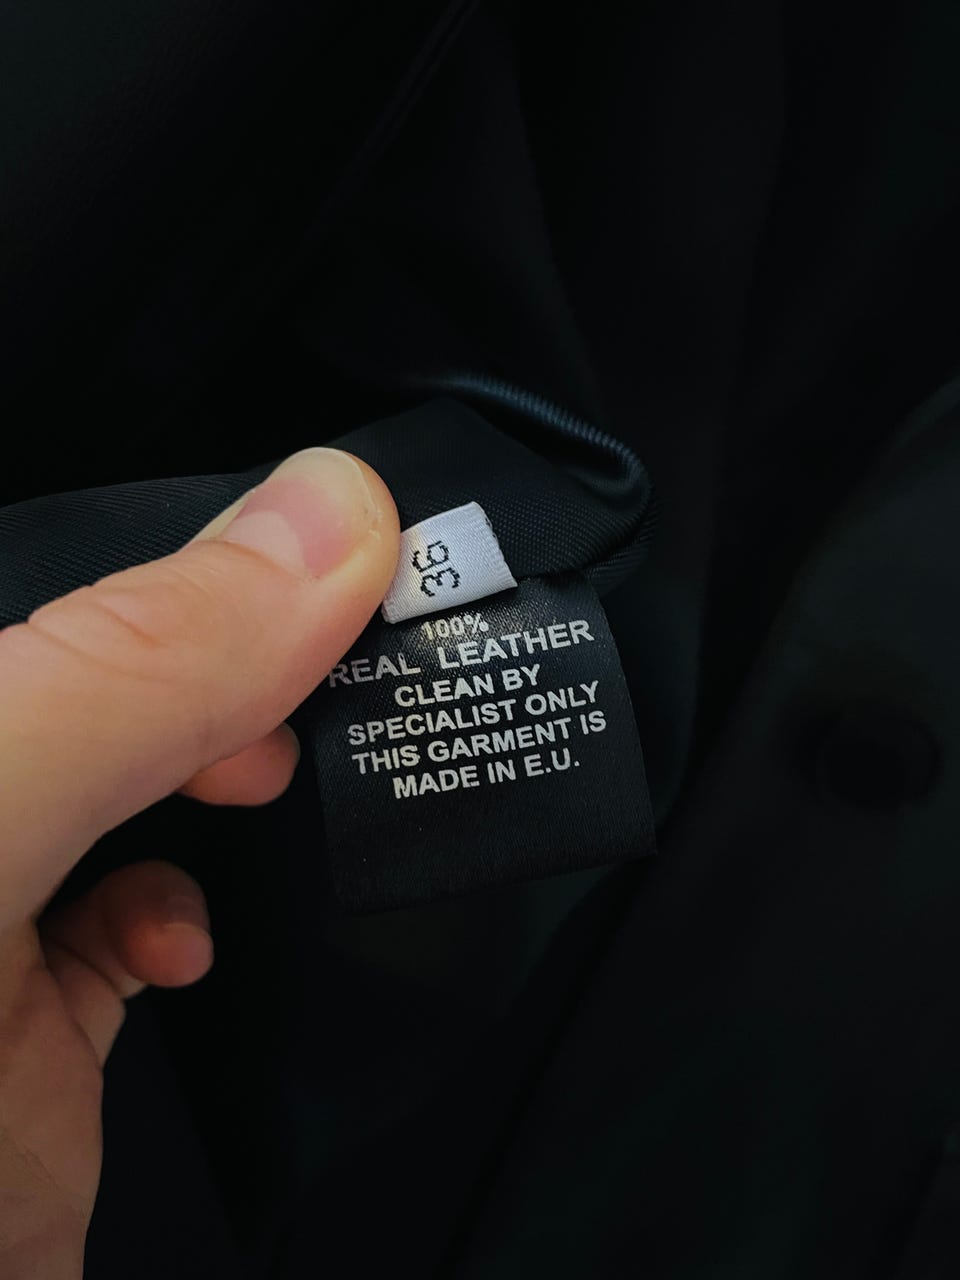 36
100%
REAL LEATHER
CLEAN BY
SPECIALIST ONLY
THIS GARMENT IS
MADE IN E.U.